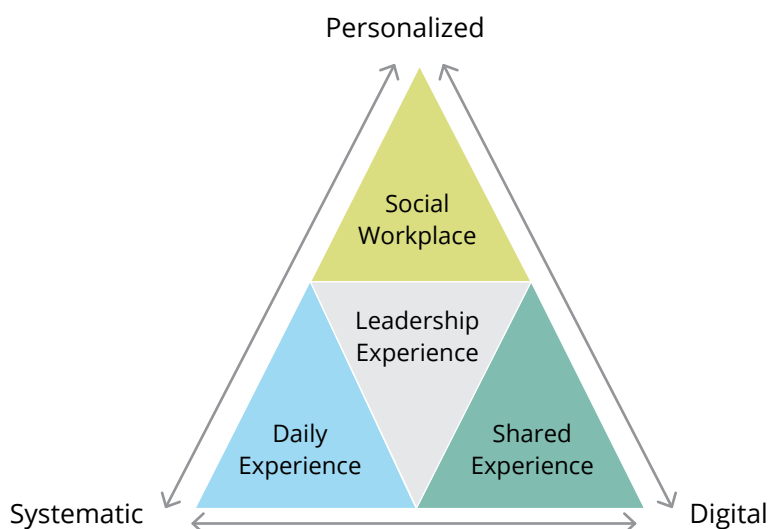 Personalized
Social
Workplace
Leadership
Experience
Daily
Experience
Shared
Experience
Systematic
Digital